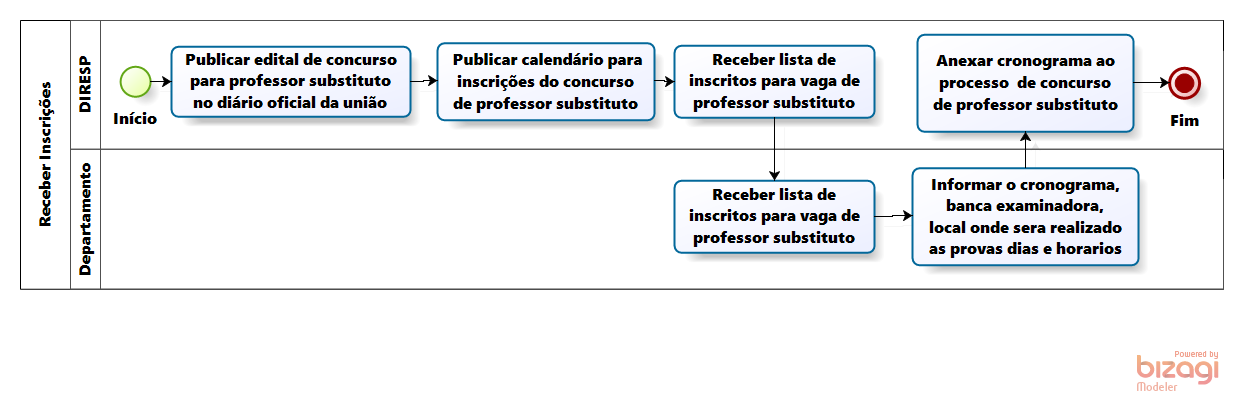 Receber Inscrições
DIRESP
Início
Publicar edital de concurso
para professor substituto
no diário oficial da união
Publicar calendário para
inscrições do concurso
de professor substituto
Receber lista de
inscritos para vaga de
professor substituto
Anexar cronograma ao
processo  de concurso
de professor substituto
Fim
Departamento
Receber lista de
inscritos para vaga de
professor substituto
Informar o cronograma,
banca examinadora,
local onde sera realizado
as provas dias e horarios
Powered by
bizagi
Modeler